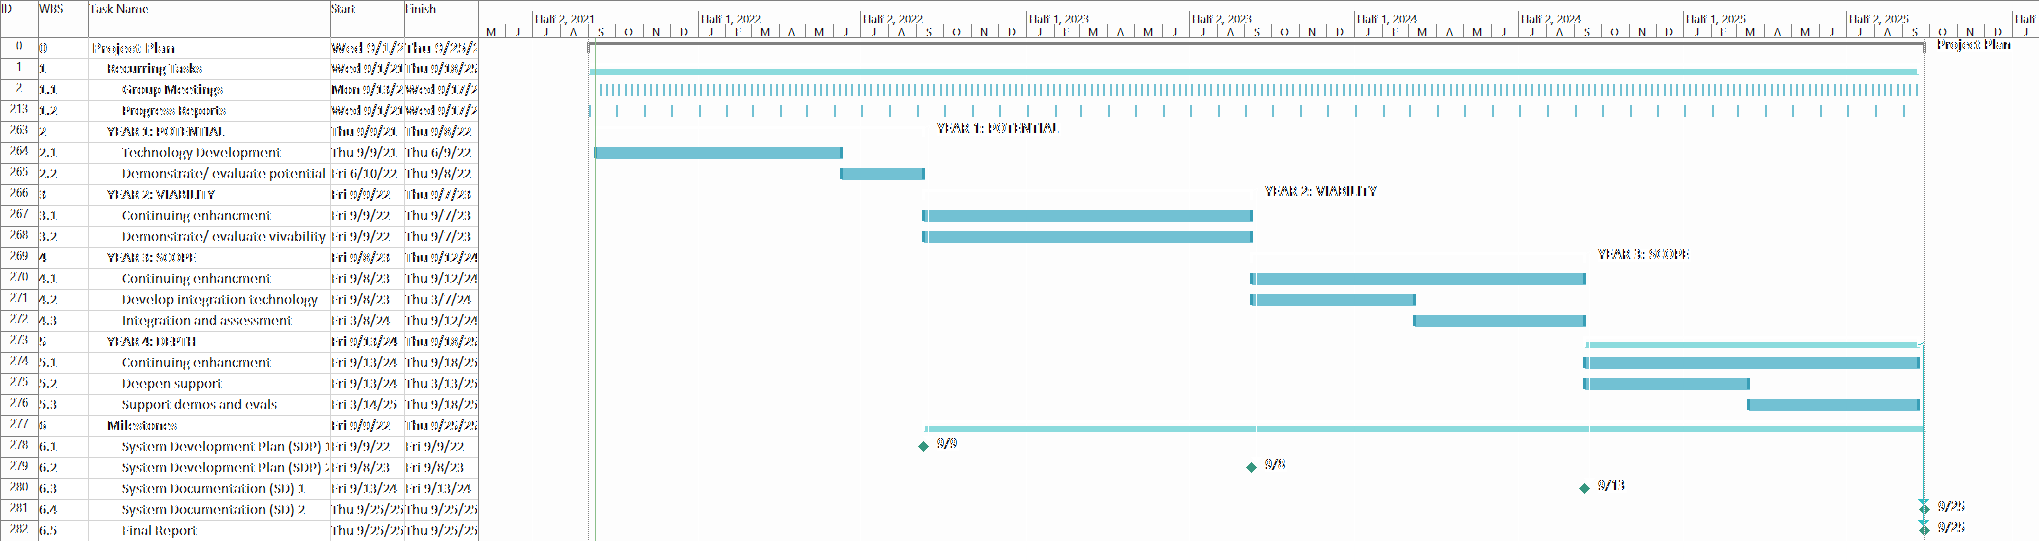 ID WBS Task Name Start Finish
Half 2, 2021 Half 1, 2022 Half 2, 2022 Half 1, 2023 Half 2, 2023 Half 1, 2024 Half 2, 2024 Half 1, 2025 Half 2, 2025 Half
M J J A S O N D J F M A M J J A S O N D J F M A M J J A S O N D J F M A M J J A S O N D J F M A M J J A S O N D J
0 0 Project Plan Wed 9/1/2 Thu 9/25/2 Project Plan
1 1 Recurring Tasks Wed 9/1/21 Thu 9/18/25
2 1.1 Group Meetings Mon 9/13/2 Wed 9/17/2
213 1.2 Progress Reports Wed 9/1/21 Wed 9/17/2
263 2 YEAR 1: POTENTIAL Thu 9/9/21 Thu 9/8/22 YEAR 1: POTENTIAL
264 2.1 Technology Development Thu 9/9/21 Thu 6/9/22
265 2.2 Demonstrate/ evaluate potential Fri 6/10/22 Thu 9/8/22
266 3 YEAR 2: VIABILITY Fri 9/9/22 Thu 9/7/23 YEAR 2: VIABILITY
267 3.1 Continuing enhancment Fri 9/9/22 Thu 9/7/23
268 3.2 Demonstrate/ evaluate vivability Fri 9/9/22 Thu 9/7/23
269 4 YEAR 3: SCOPE Fri 9/8/23 Thu 9/12/24 YEAR 3: SCOPE
270 4.1 Continuing enhancment Fri 9/8/23 Thu 9/12/24
271 4.2 Develop integration technology Fri 9/8/23 Thu 3/7/24
272 4.3 Integration and assessment Fri 3/8/24 Thu 9/12/24
273 5 YEAR 4: DEPTH Fri 9/13/24 Thu 9/18/25
274 5.1 Continuing enhancment Fri 9/13/24 Thu 9/18/25
275 5.2 Deepen support Fri 9/13/24 Thu 3/13/25
276 5.3 Support demos and evals Fri 3/14/25 Thu 9/18/25
277 6 Milestones Fri 9/9/22 Thu 9/25/25
278 6.1 System Development Plan (SDP) 1 Fri 9/9/22 Fri 9/9/22 9/9
279 6.2 System Development Plan (SDP) 2 Fri 9/8/23 Fri 9/8/23 9/8
280 6.3 System Documentation (SD) 1 Fri 9/13/24 Fri 9/13/24 9/13
281 6.4 System Documentation (SD) 2 Thu 9/25/25 Thu 9/25/25 9/25
282 6.5 Final Report Thu 9/25/25 Thu 9/25/25 9/25